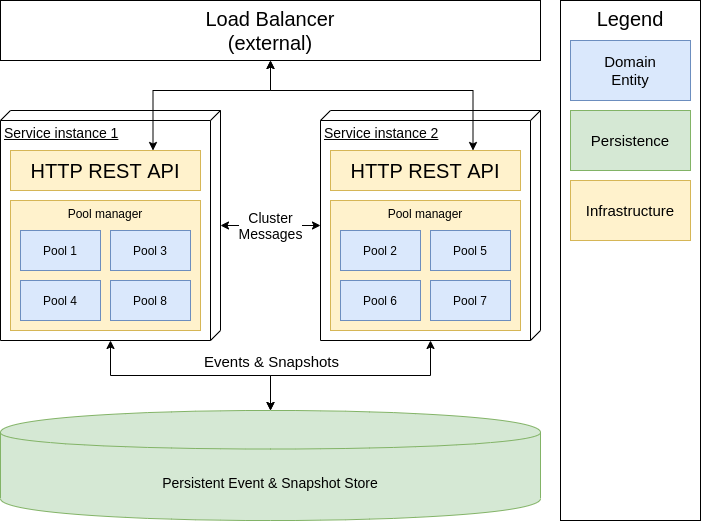 Load Balancer
(external)
Legend
Domain
Entity
Persistence
Infrastructure
Service instance 1
HTTP REST API
Pool manager
Pool 1
Pool 3
Pool 4
Pool 8
Cluster
Messages
Service instance 2
HTTP REST API
Pool manager
Pool 2
Pool 5
Pool 6
Pool 7
Events & Snapshots
Persistent Event & Snapshot Store